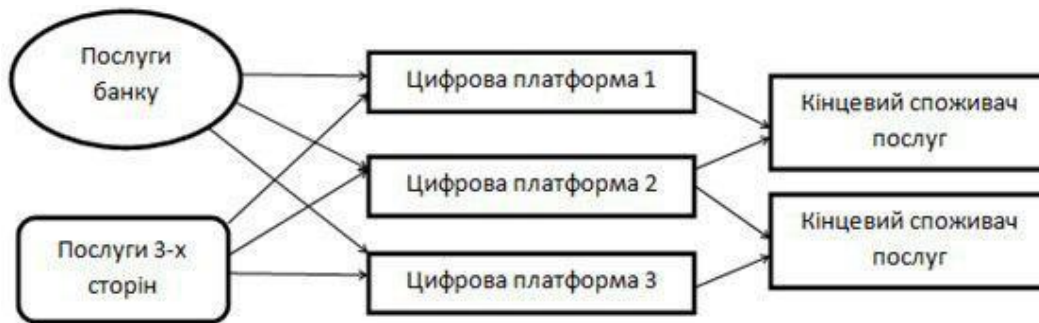 Послуги
банку
Послуги 3-х
сторін
Цифрова платформа 1
Цифрова платформа 2
Цифрова платформа 3
Кінцевий споживач
послуг
Кінцевий споживач
послуг